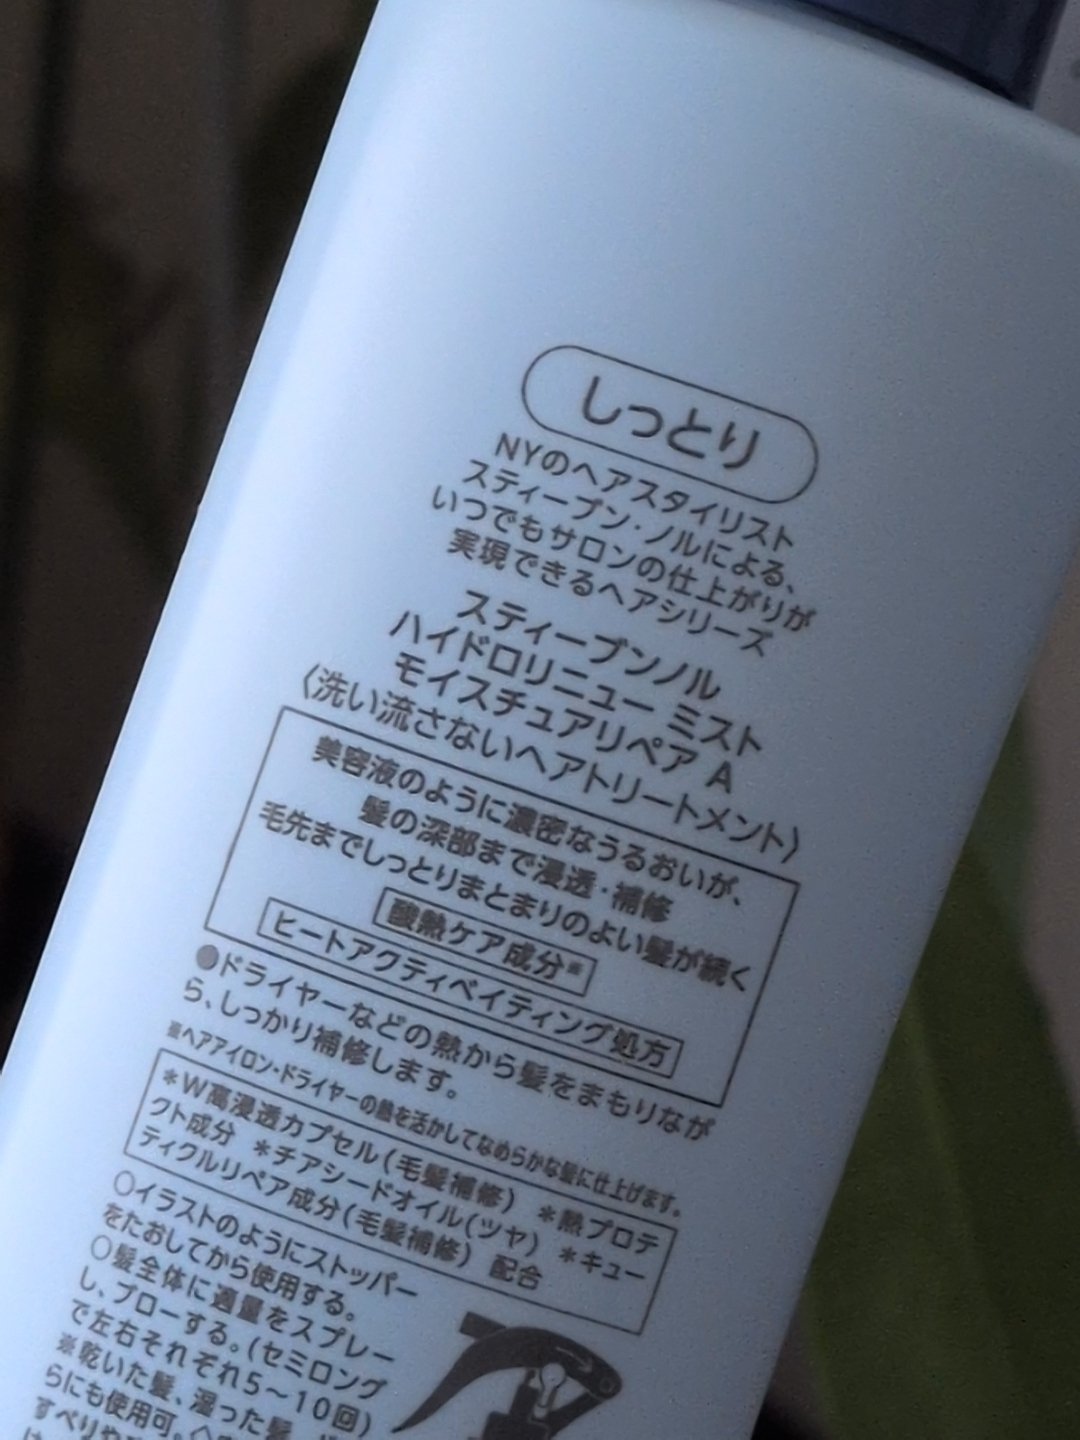 しっとり
NYのヘアスタイリスト
スティーブン・ノルによる、
いつでもサロンの仕上がりが
実現できるヘアシリーズ
スティーブンノル
ハイドロリニュー ミスト
モイスチュアリペア A
〈洗い流さないヘアトリートメント〉
美容液のように濃密なうるおいが、
髪の深部まで浸透・補修
毛先までしっとりまとまりのよい髪が続く
酸熱ケア成分※
ヒートアクティベイティング処方
●ドライヤーなどの熱から髪をまもりなが
ら、しっかり補修します。
※ヘアアイロン・ドライヤーの熱を活かしてなめらかな髪に仕上げます。
＊W高浸透カプセル(毛髪補修) ＊熱プロテ
クト成分 ＊チアシードオイル(ツヤ) ＊キュー
ティクルリペア成分(毛髪補修) 配合
○イラストのようにストッパー
をたおしてから使用する。
○髪全体に適量をスプレー
し、ブローする。(セミロング
で左右それぞれ5～10回)
※乾いた髪、湿った髪
らにも使用可。
すべりや